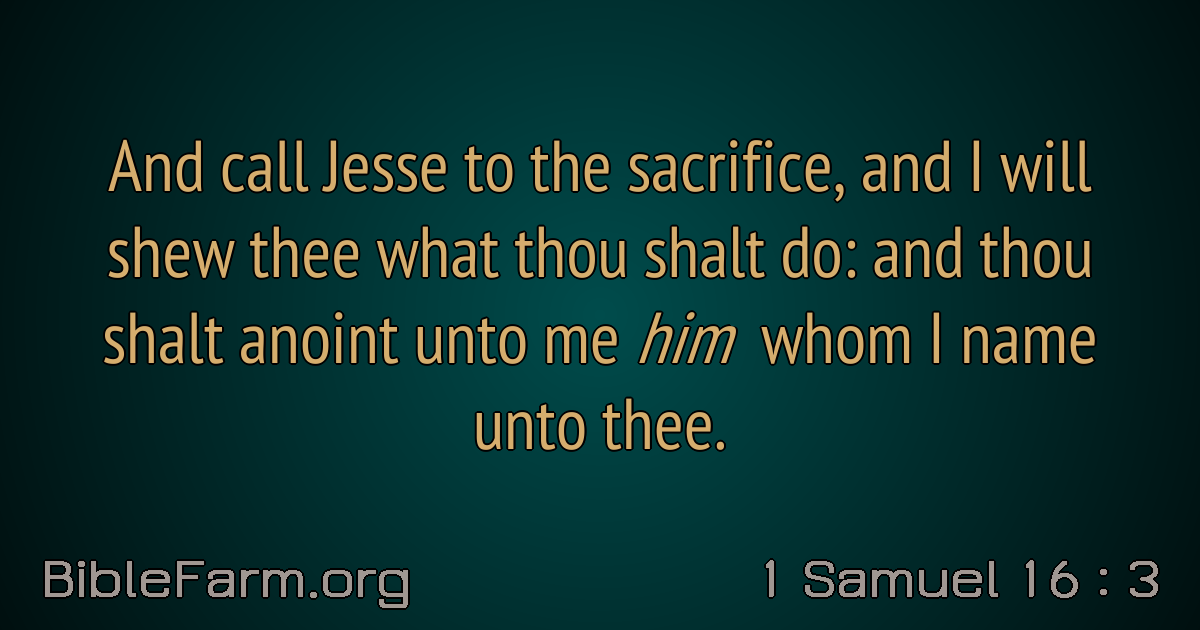 And call Jesse to the sacrifice, and I will
shew thee what thou shalt do: and thou
shalt anoint unto me him whom I name
unto thee.
BibleFarm.org
1 Samuel 16 : 3